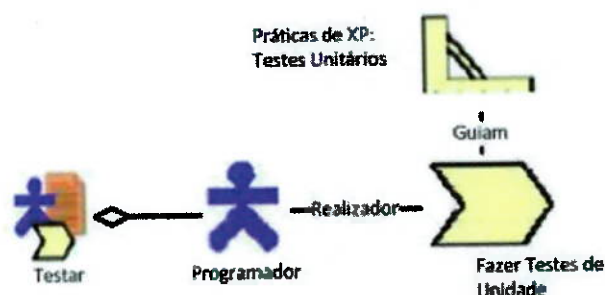 Práticas de XP:
Testes Unitários
Guiam
Testar
Programador
Realizador
Fazer Testes de
Unidade